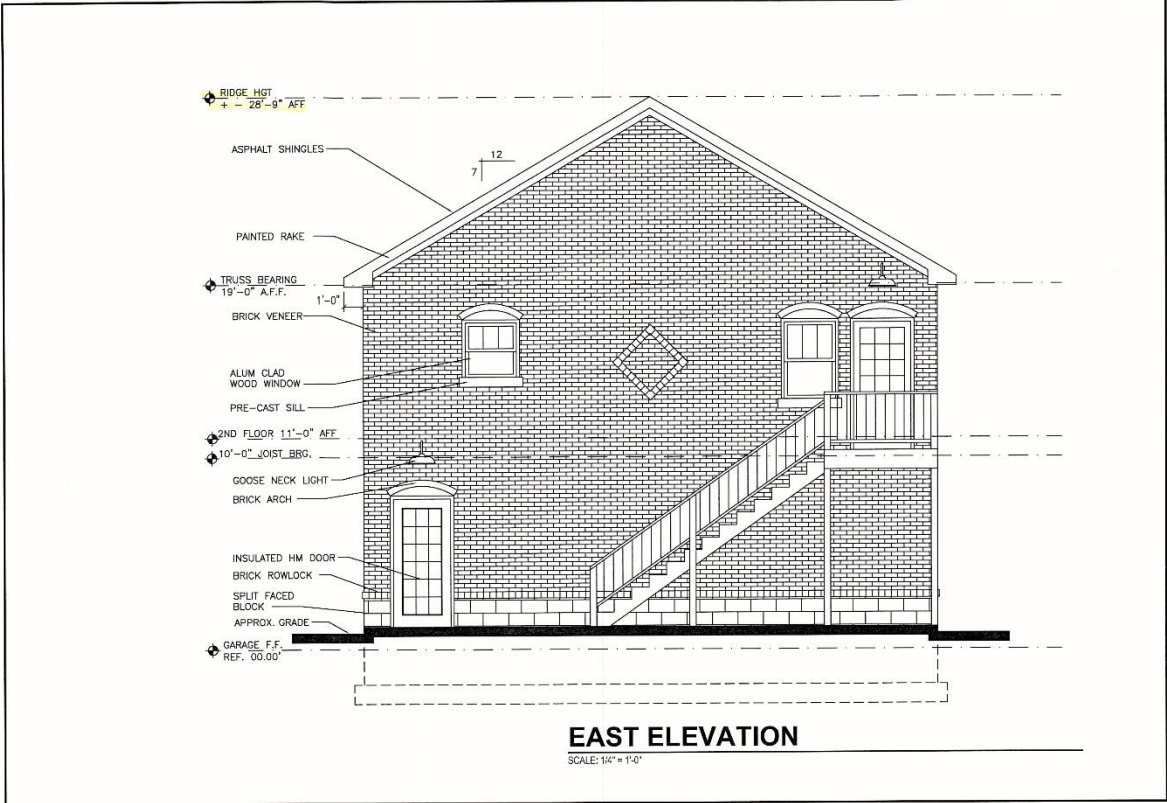 RIDGE HGT
+ - 28'-9" AFF
ASPHALT SHINGLES
12
7
PAINTED RAKE
TRUSS BEARING
19'-0" A.F.F.
1'-0"
BRICK VENEER
ALUM CLAD
WOOD WINDOW
PRE-CAST SILL
2ND FLOOR 11'-0" AFF
10'-0" JOIST BRG.
GOOSE NECK LIGHT
BRICK ARCH
INSULATED HM DOOR
BRICK ROWLOCK
SPLIT FACED
BLOCK
APPROX. GRADE
GARAGE F.F.
REF. 00.00'
EAST ELEVATION
SCALE: 1/4" = 1'-0"